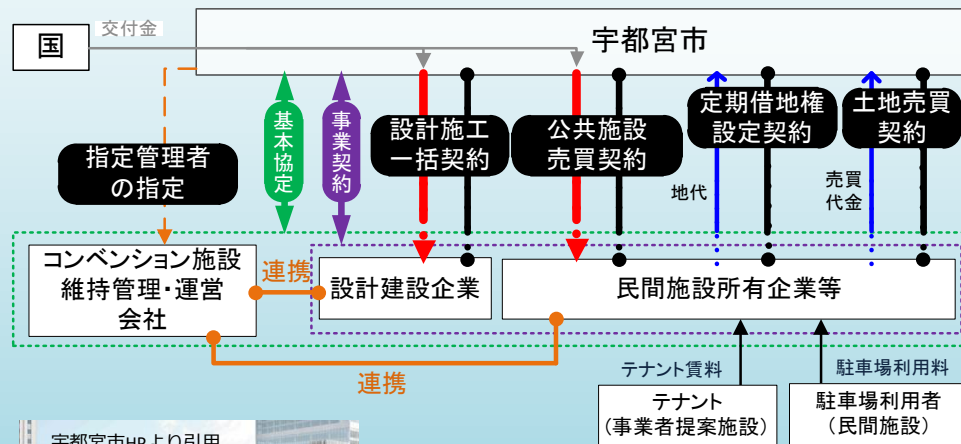 国
交付金
宇都宮市
指定管理者
の指定
基本協定
事業契約
設計施工
一括契約
公共施設
売買契約
定期借地権
設定契約
土地売買
契約
地代
売買
代金
コンベンション施設
維持管理・運営
会社
連携
設計建設企業
民間施設所有企業等
連携
テナント賃料
駐車場利用料
テナント
(事業者提案施設)
駐車場利用者
(民間施設)
宇都宮市HPより引用